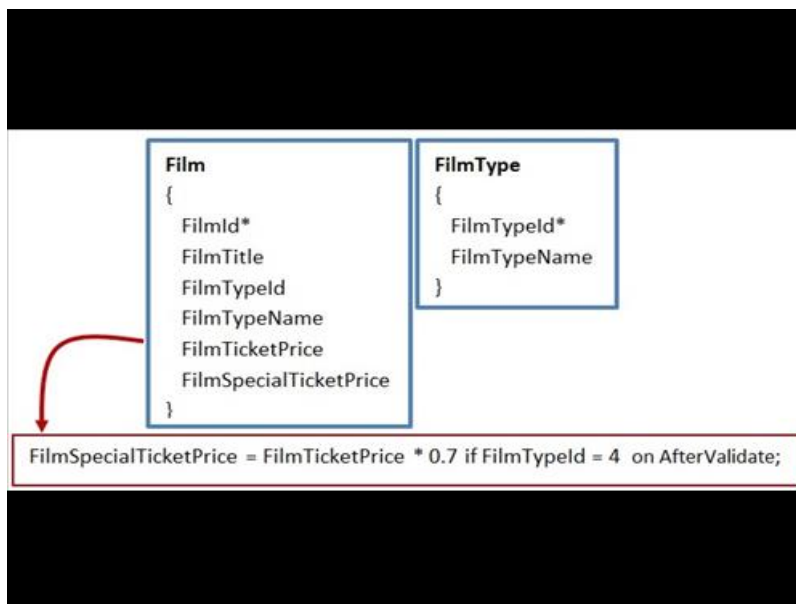 Film
{
FilmId*
FilmTitle
FilmTypeId
FilmTypeName
FilmTicketPrice
FilmSpecialTicketPrice
}
FilmType
{
FilmTypeId*
FilmTypeName
}
FilmSpecialTicketPrice = FilmTicketPrice * 0.7 if FilmTypeId = 4 on AfterValidate;